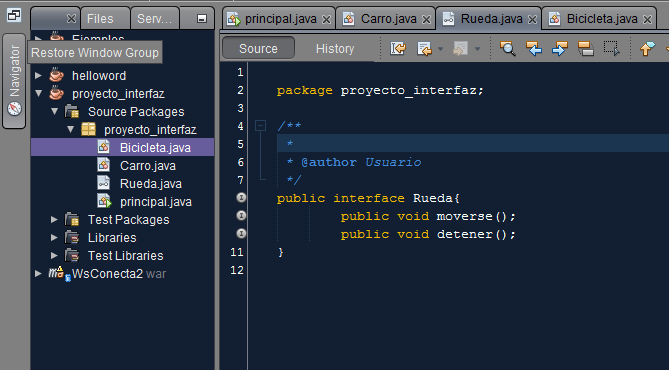 Files
Serv...
principal.java
Carro.java
Rueda.java
Bicicleta.java
Navigator
Ejemplos
Restore Window Group
Source
History
helloword
proyecto_interfaz
Source Packages
proyecto_interfaz
Bicicleta.java
Carro.java
Rueda.java
principal.java
Test Packages
Libraries
Test Libraries
WsConecta2 war
1
2 package proyecto_interfaz;
3
4 /**
5 *
6 * @author Usuario
7 */
public interface Rueda{
public void moverse();
public void detener();
11 }
12